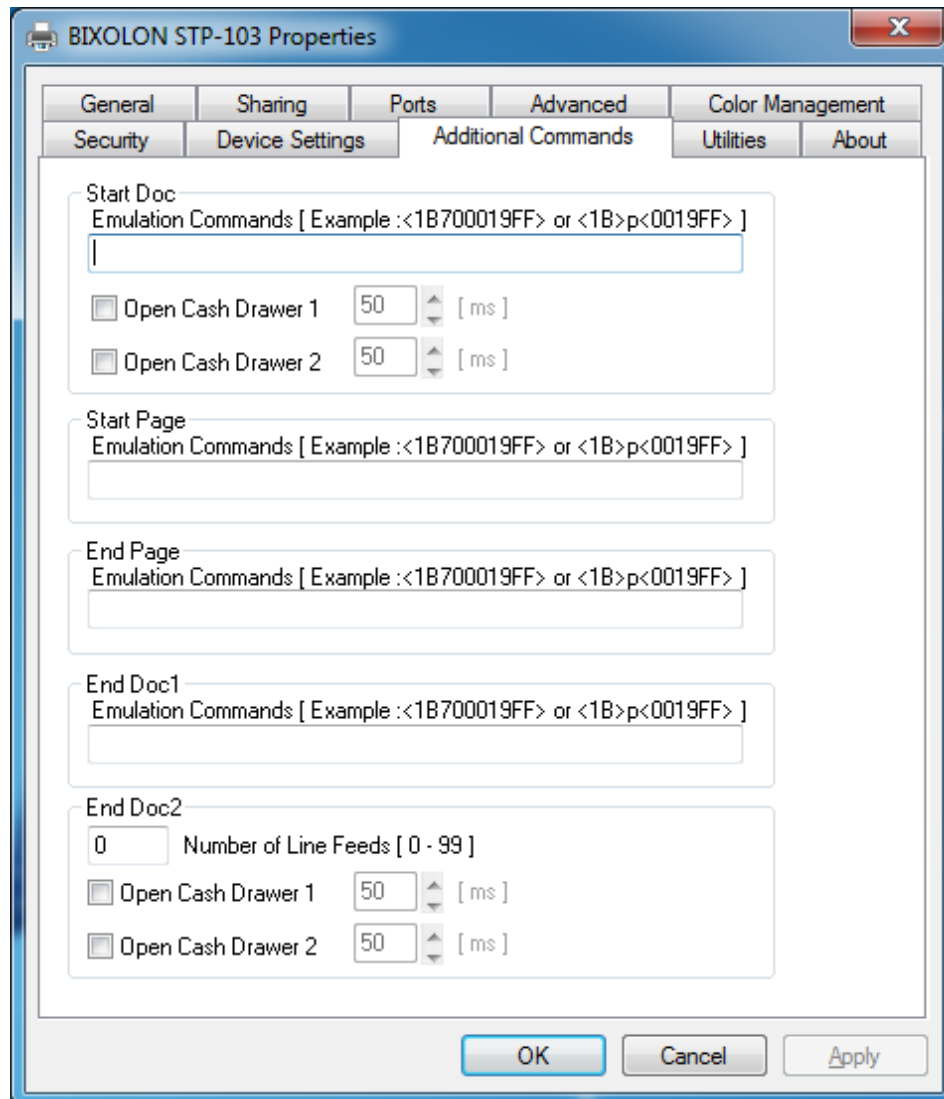 BIXOLON STP-103 Properties
General Sharing Ports Advanced Color Management
Security Device Settings Additional Commands Utilities About
Start Doc
Emulation Commands [ Example :<1B700019FF> or <1B>p<0019FF> ]
Open Cash Drawer 1 50 [ ms ]
Open Cash Drawer 2 50 [ ms ]
Start Page
Emulation Commands [ Example :<1B700019FF> or <1B>p<0019FF> ]
End Page
Emulation Commands [ Example :<1B700019FF> or <1B>p<0019FF> ]
End Doc1
Emulation Commands [ Example :<1B700019FF> or <1B>p<0019FF> ]
End Doc2
0 Number of Line Feeds [ 0 - 99 ]
Open Cash Drawer 1 50 [ ms ]
Open Cash Drawer 2 50 [ ms ]
OK Cancel Apply